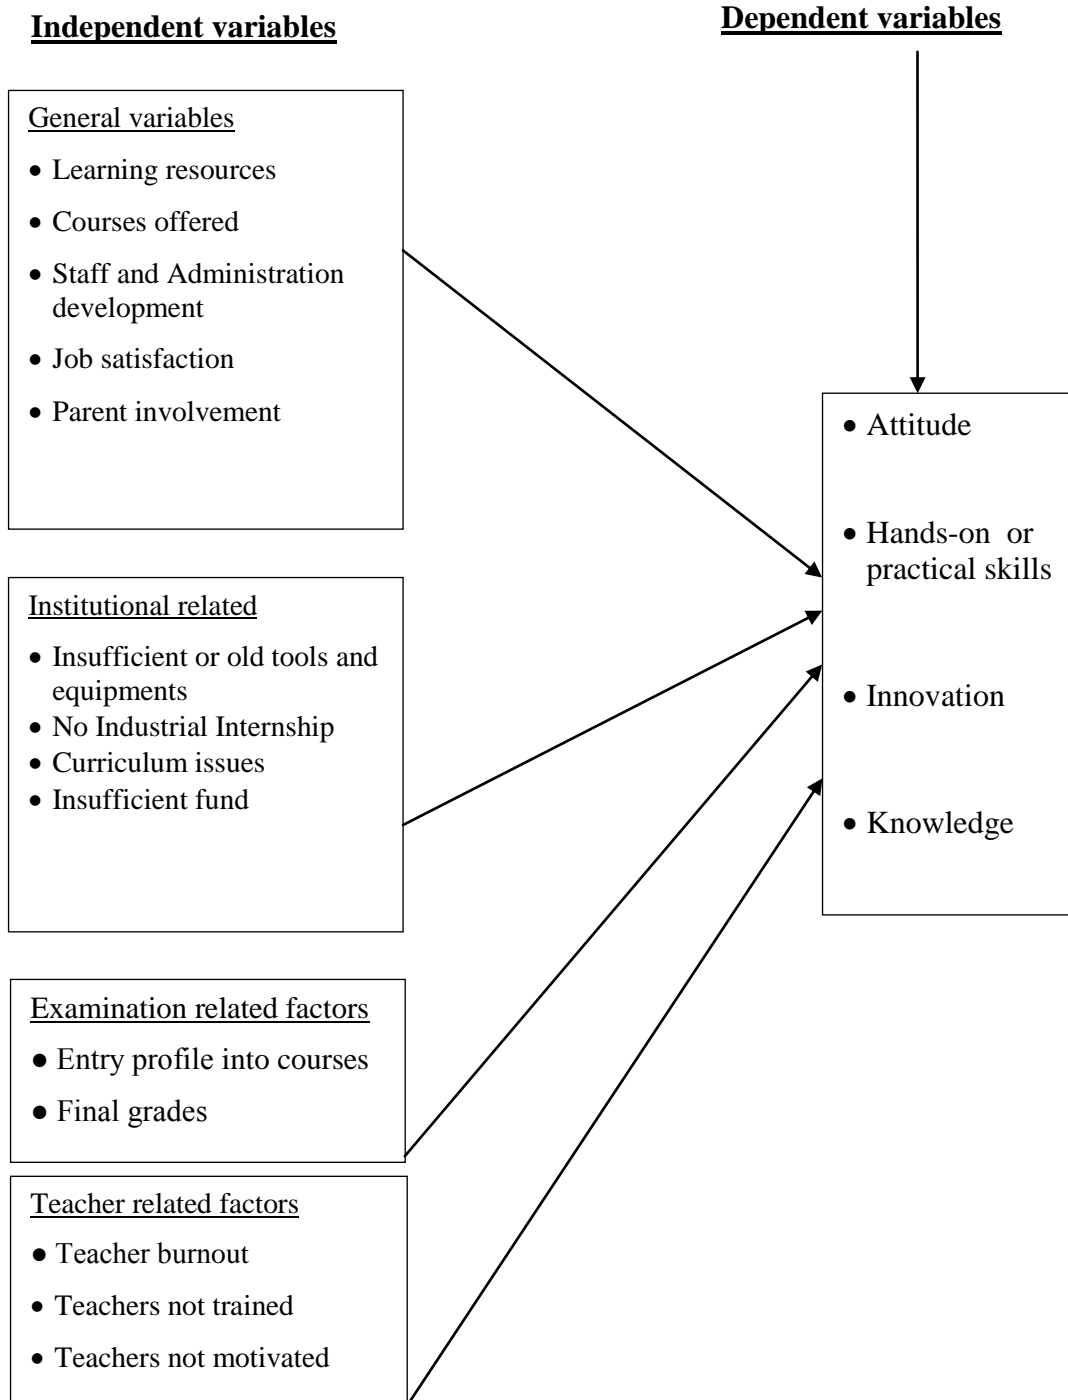 Independent variables
Dependent variables
General variables
• Learning resources
• Courses offered
• Staff and Administration
development
• Job satisfaction
• Parent involvement
Institutional related
• Insufficient or old tools and
equipments
• No Industrial Internship
• Curriculum issues
• Insufficient fund
Examination related factors
● Entry profile into courses
● Final grades
Teacher related factors
● Teacher burnout
• Teachers not trained
• Teachers not motivated
• Attitude
• Hands-on or
practical skills
• Innovation
• Knowledge